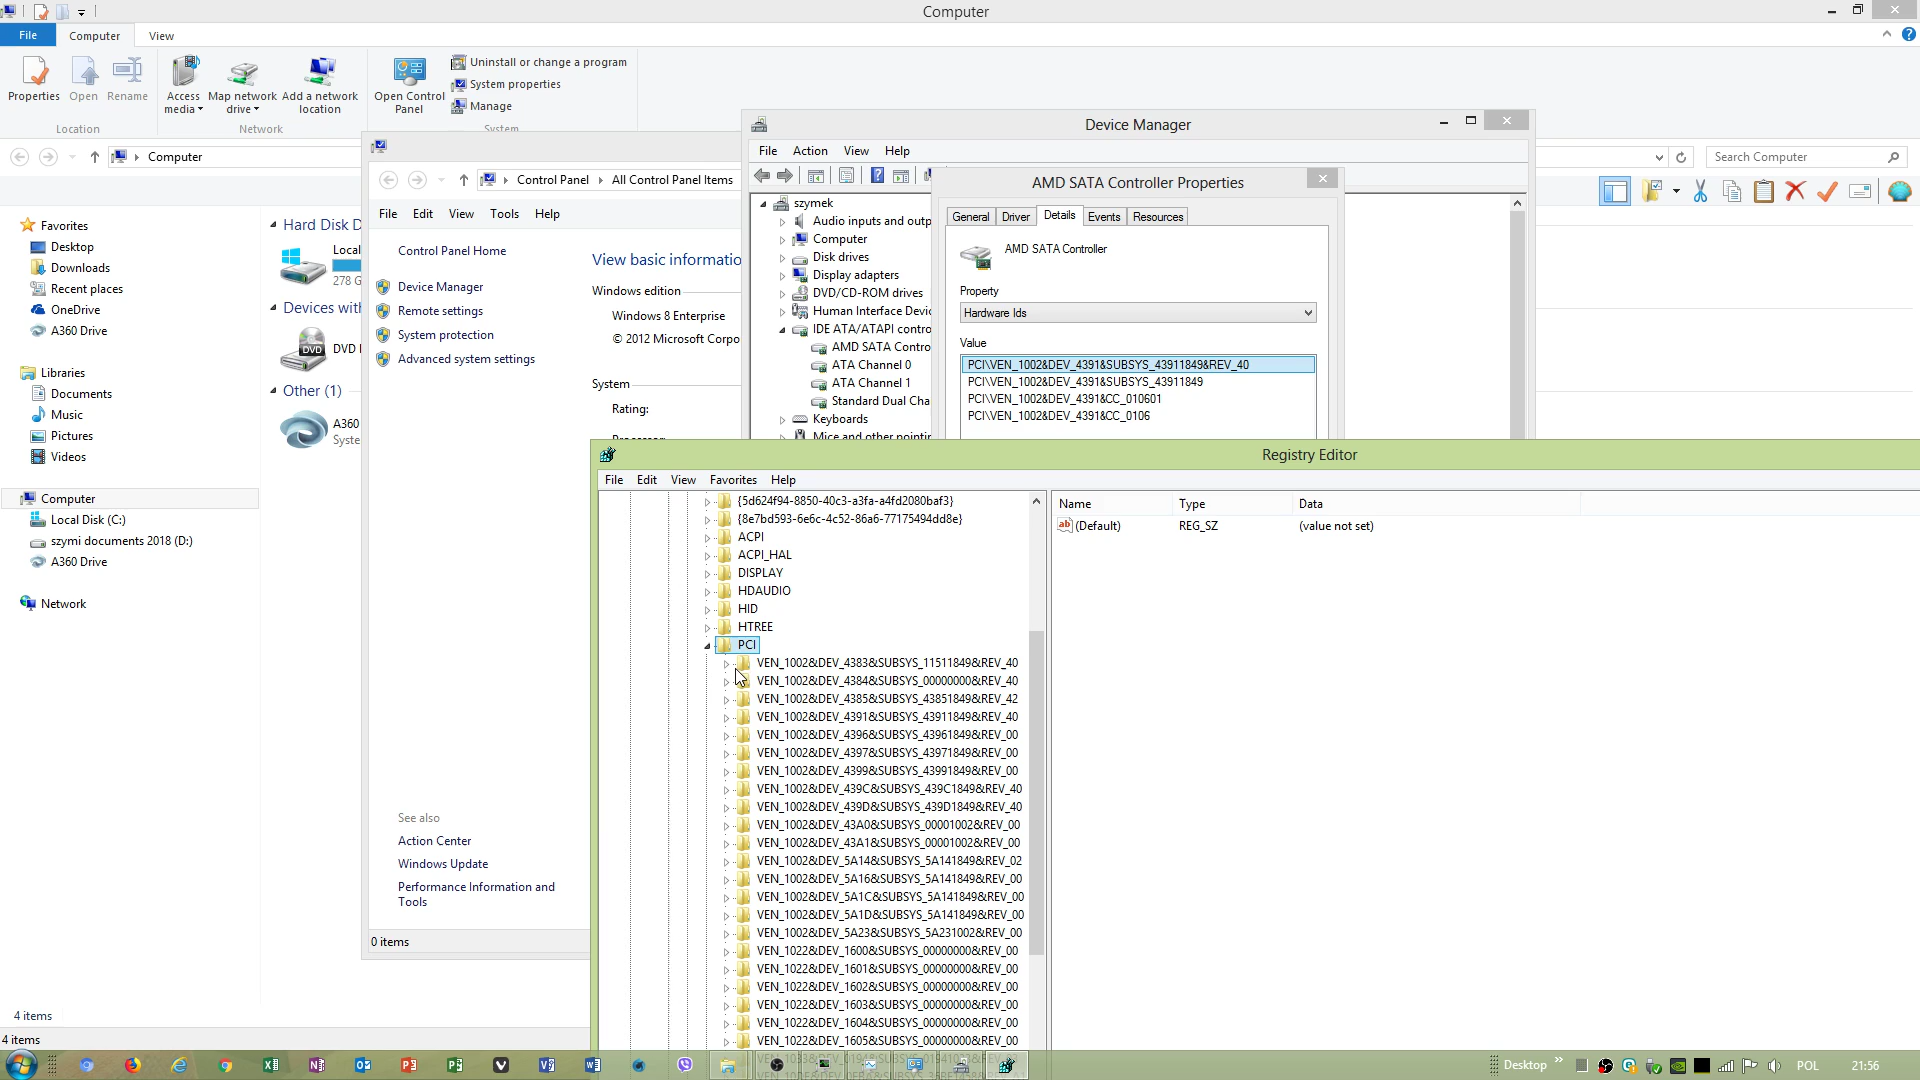 Computer
File
Computer
View
Properties
Open
Rename
Access media
Map network drive
Add a network location
Open Control Panel
Uninstall or change a program
System properties
Manage
Location
Network
System
Computer
Search Computer
Favorites
Desktop
Downloads
Recent places
OneDrive
A360 Drive
Libraries
Documents
Music
Pictures
Videos
Computer
Local Disk (C:)
szymi documents 2018 (D:)
A360 Drive
Network
4 items
4 items
Hard Disk D
Local
278 G
Devices with
DVD
Other (1)
A360
Syste
Control Panel
All Control Panel Items
File Edit View Tools Help
Control Panel Home
Device Manager
Remote settings
System protection
Advanced system settings
See also
Action Center
Windows Update
Performance Information and
Tools
0 items
View basic informatio
Windows edition
Windows 8 Enterprise
© 2012 Microsoft Corpo
System
Rating:
Device Manager
File Action View Help
szymek
Audio inputs and outp
Computer
Disk drives
Display adapters
DVD/CD-ROM drives
Human Interface Devic
IDE ATA/ATAPI contro
AMD SATA Contro
ATA Channel 0
ATA Channel 1
Standard Dual Cha
Keyboards
Mice and other pointin
AMD SATA Controller Properties
General Driver Details Events Resources
AMD SATA Controller
Property
Hardware Ids
Value
PCI\VEN_1002&DEV_4391&SUBSYS_43911849&REV_40
PCI\VEN_1002&DEV_4391&SUBSYS_43911849
PCI\VEN_1002&DEV_4391&CC_010601
PCI\VEN_1002&DEV_4391&CC_0106
Registry Editor
File Edit View Favorites Help
{5d624f94-8850-40c3-a3fa-a4fd2080baf3}
{8e7bd593-6e6c-4c52-86a6-77175494dd8e}
ACPI
ACPI_HAL
DISPLAY
HDAUDIO
HID
HTREE
PCI
VEN_1002&DEV_4383&SUBSYS_11511849&REV_40
VEN_1002&DEV_4384&SUBSYS_00000000&REV_40
VEN_1002&DEV_4385&SUBSYS_43851849&REV_42
VEN_1002&DEV_4391&SUBSYS_43911849&REV_40
VEN_1002&DEV_4396&SUBSYS_43961849&REV_00
VEN_1002&DEV_4397&SUBSYS_43971849&REV_00
VEN_1002&DEV_4399&SUBSYS_43991849&REV_00
VEN_1002&DEV_439C&SUBSYS_439C1849&REV_40
VEN_1002&DEV_439D&SUBSYS_439D1849&REV_40
VEN_1002&DEV_43A0&SUBSYS_00001002&REV_00
VEN_1002&DEV_43A1&SUBSYS_00001002&REV_00
VEN_1002&DEV_5A14&SUBSYS_5A141849&REV_02
VEN_1002&DEV_5A16&SUBSYS_5A141849&REV_00
VEN_1002&DEV_5A1C&SUBSYS_5A141849&REV_00
VEN_1002&DEV_5A1D&SUBSYS_5A141849&REV_00
VEN_1002&DEV_5A23&SUBSYS_5A231002&REV_00
VEN_1022&DEV_1600&SUBSYS_00000000&REV_00
VEN_1022&DEV_1601&SUBSYS_00000000&REV_00
VEN_1022&DEV_1602&SUBSYS_00000000&REV_00
VEN_1022&DEV_1603&SUBSYS_00000000&REV_00
VEN_1022&DEV_1604&SUBSYS_00000000&REV_00
VEN_1022&DEV_1605&SUBSYS_00000000&REV_00
Name Type Data
(Default) REG_SZ (value not set)
Desktop
POL
21:56